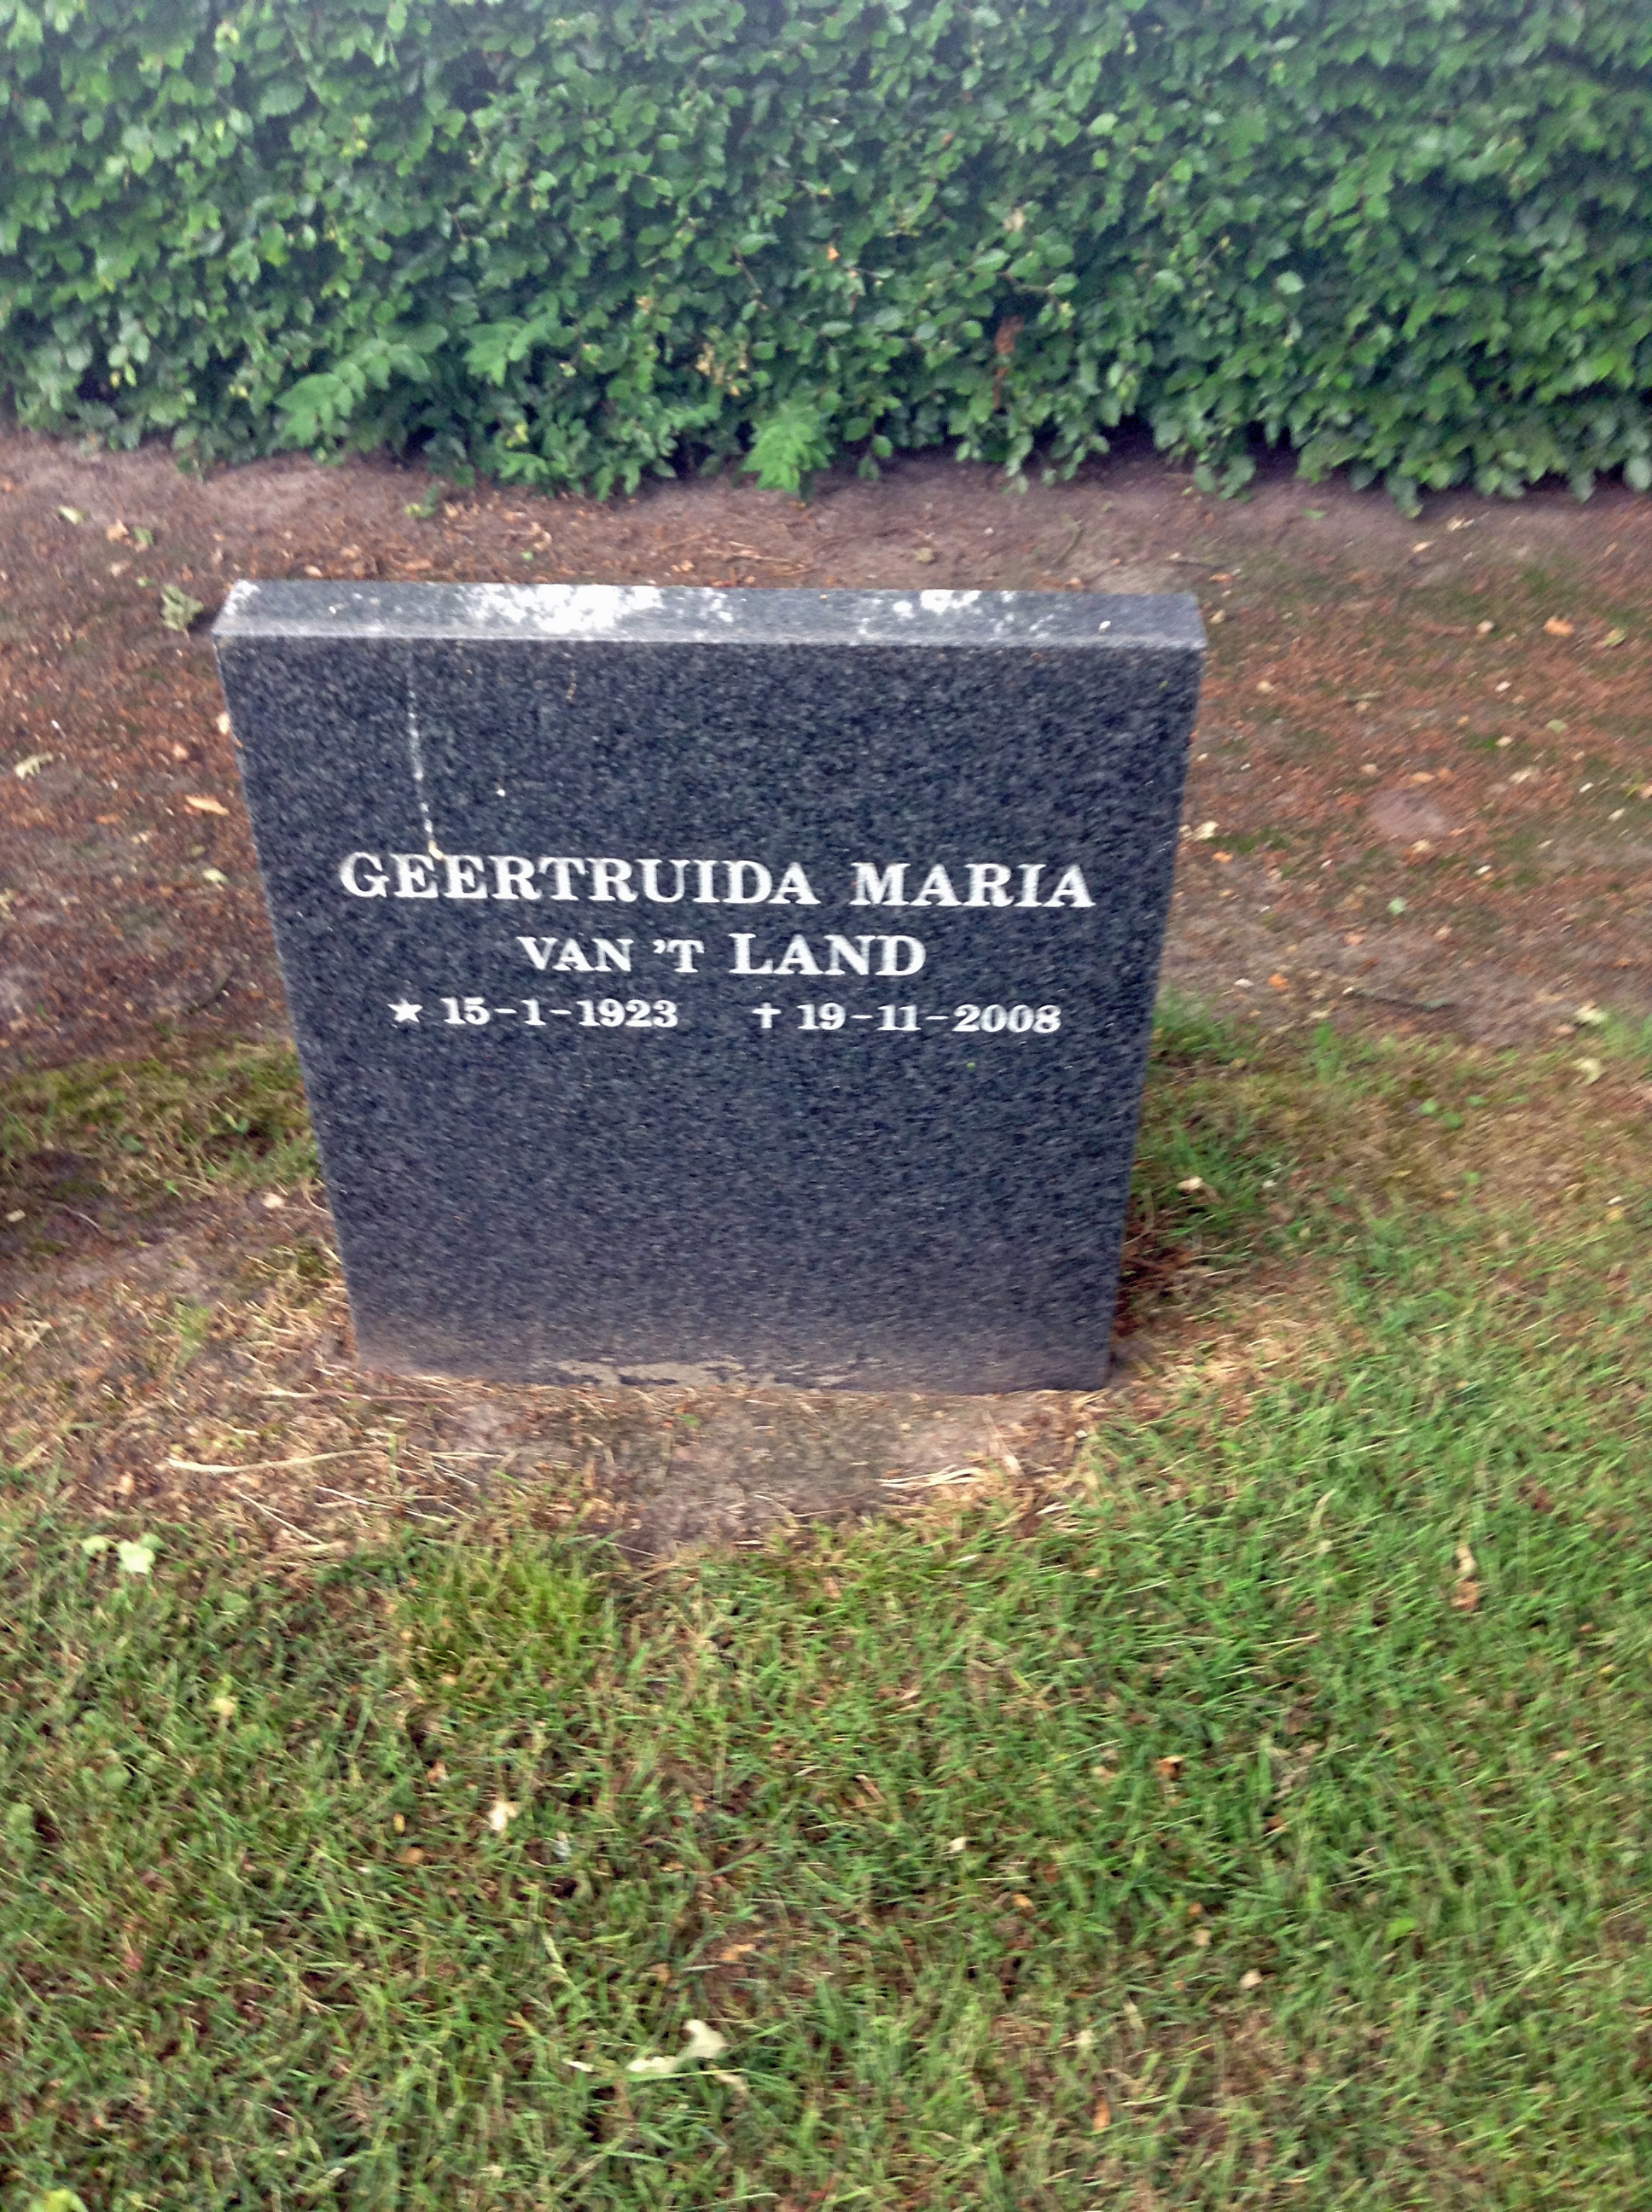 GEERTRUIDA MARIA
VAN 'T LAND
★ 15-1-1923 † 19-11-2008